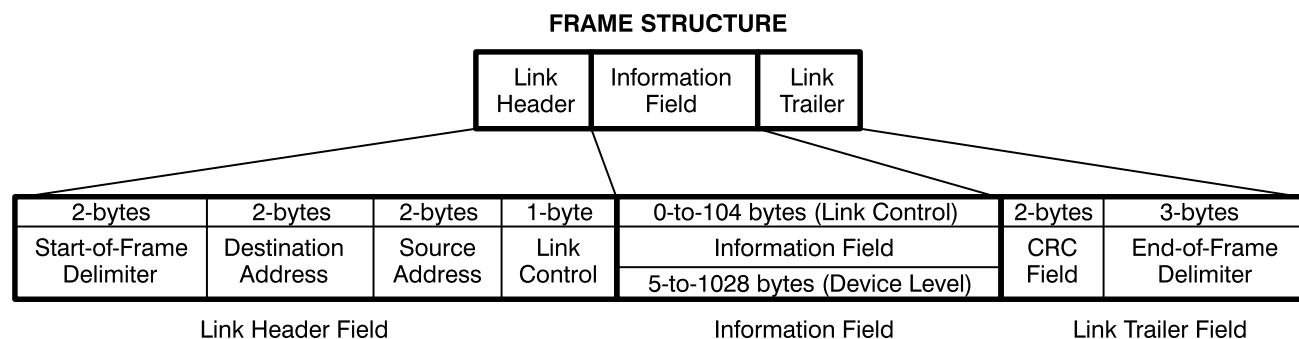 FRAME STRUCTURE
Link
Header
Information
Field
Link
Trailer
2-bytes
2-bytes
2-bytes
1-byte
0-to-104 bytes (Link Control)
2-bytes
3-bytes
Start-of-Frame
Delimiter
Destination
Address
Source
Address
Link
Control
Information Field
5-to-1028 bytes (Device Level)
CRC
Field
End-of-Frame
Delimiter
Link Header Field
Information Field
Link Trailer Field